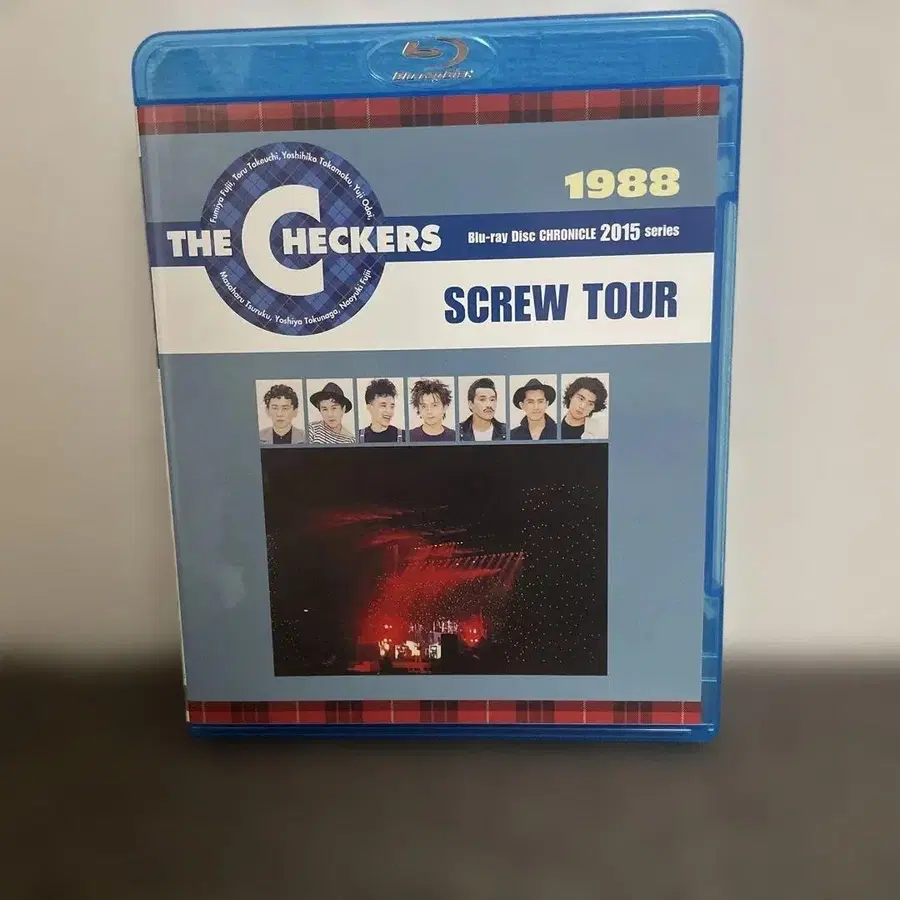 Blu-ray Disc
Fumiya Fujii, Toru Takeuchi, Yoshihiko Takamoku, Yuji Odoi,
1988
THE CHECKERS
Blu-ray Disc CHRONICLE 2015 series
Masaharu Tsuruku, Yoshiya Tokunaga, Naoyuki Fujii
SCREW TOUR